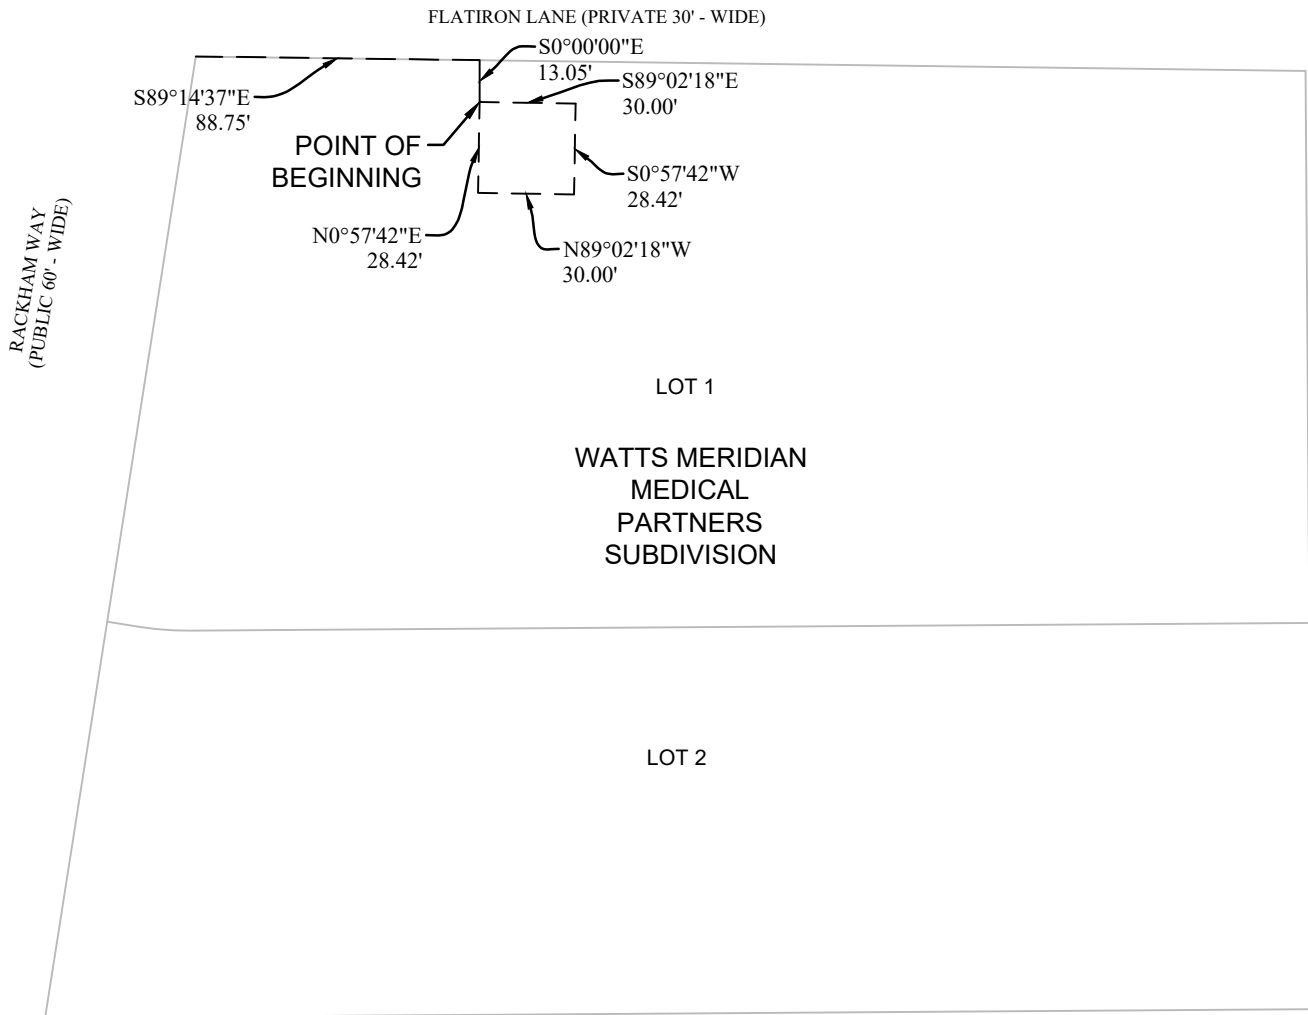 FLATIRON LANE (PRIVATE 30' - WIDE)
S0°00'00"E
13.05'
S89°02'18"E
30.00'
S89°14'37"E
88.75'
POINT OF
BEGINNING
S0°57'42"W
28.42'
N0°57'42"E
28.42'
N89°02'18"W
30.00'
RACKHAM WAY
(PUBLIC 60' - WIDE)
LOT 1
WATTS MERIDIAN
MEDICAL
PARTNERS
SUBDIVISION
LOT 2